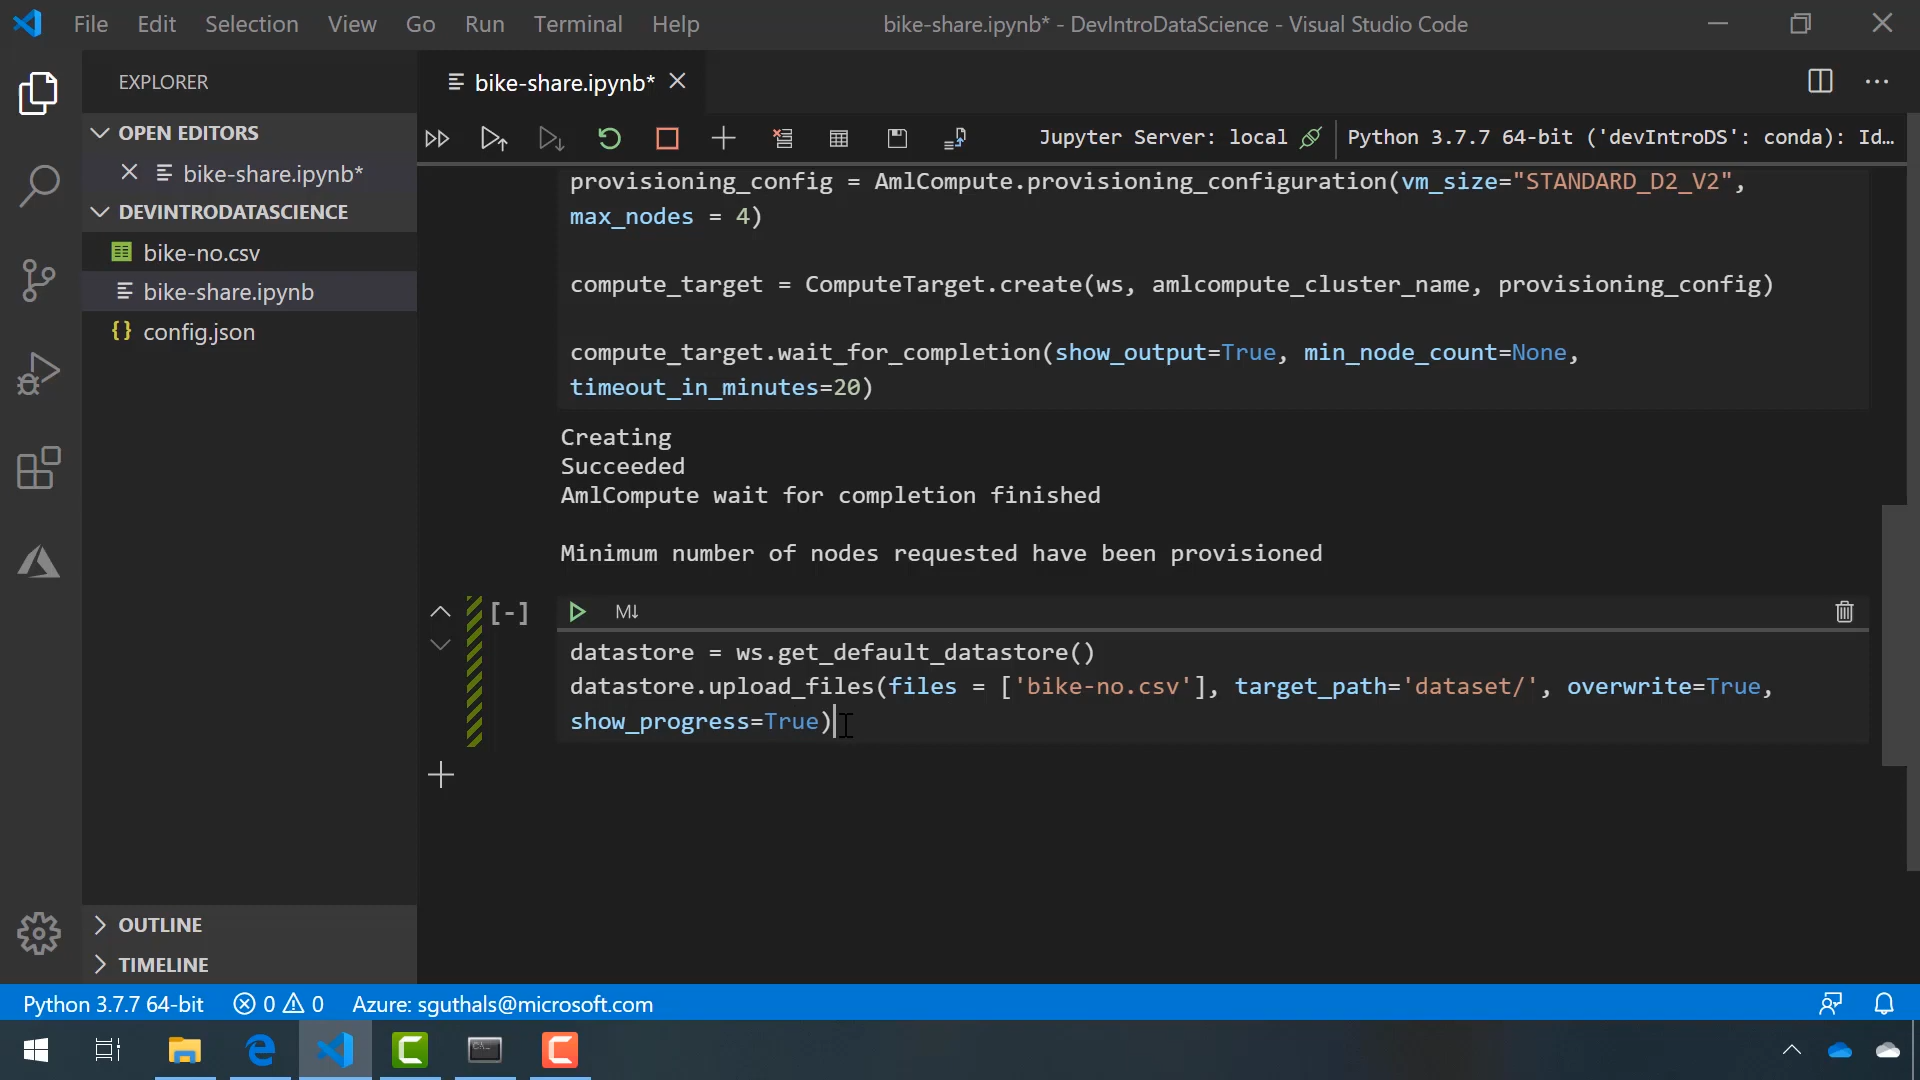 File Edit Selection View Go Run Terminal Help
bike-share.ipynb* - DevIntroDataScience - Visual Studio Code
EXPLORER
OPEN EDITORS
bike-share.ipynb*
DEVINTRODATASCIENCE
bike-no.csv
bike-share.ipynb
config.json
OUTLINE
TIMELINE
bike-share.ipynb*
Jupyter Server: local
Python 3.7.7 64-bit ('devIntroDS': conda): Id...
provisioning_config = AmlCompute.provisioning_configuration(vm_size="STANDARD_D2_V2",
max_nodes = 4)
compute_target = ComputeTarget.create(ws, amlcompute_cluster_name, provisioning_config)
compute_target.wait_for_completion(show_output=True, min_node_count=None,
timeout_in_minutes=20)
Creating
Succeeded
AmlCompute wait for completion finished
Minimum number of nodes requested have been provisioned
[-]
M↓
datastore = ws.get_default_datastore()
datastore.upload_files(files = ['bike-no.csv'], target_path='dataset/', overwrite=True,
show_progress=True)
Python 3.7.7 64-bit 0 0 Azure: sguthals@microsoft.com